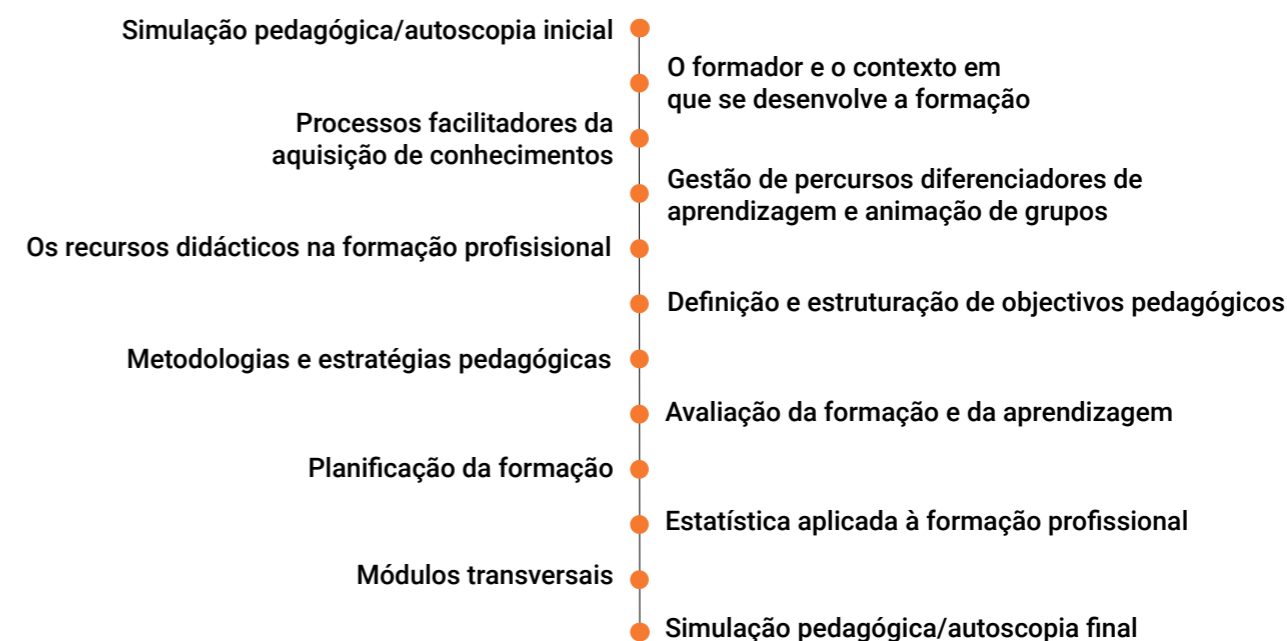 Simulação pedagógica/autoscopia inicial
O formador e o contexto em
que se desenvolve a formação
Processos facilitadores da
aquisição de conhecimentos
Gestão de percursos diferenciadores de
aprendizagem e animação de grupos
Os recursos didácticos na formação profisisional
Definição e estruturação de objectivos pedagógicos
Metodologias e estratégias pedagógicas
Avaliação da formação e da aprendizagem
Planificação da formação
Estatística aplicada à formação profissional
Módulos transversais
Simulação pedagógica/autoscopia final